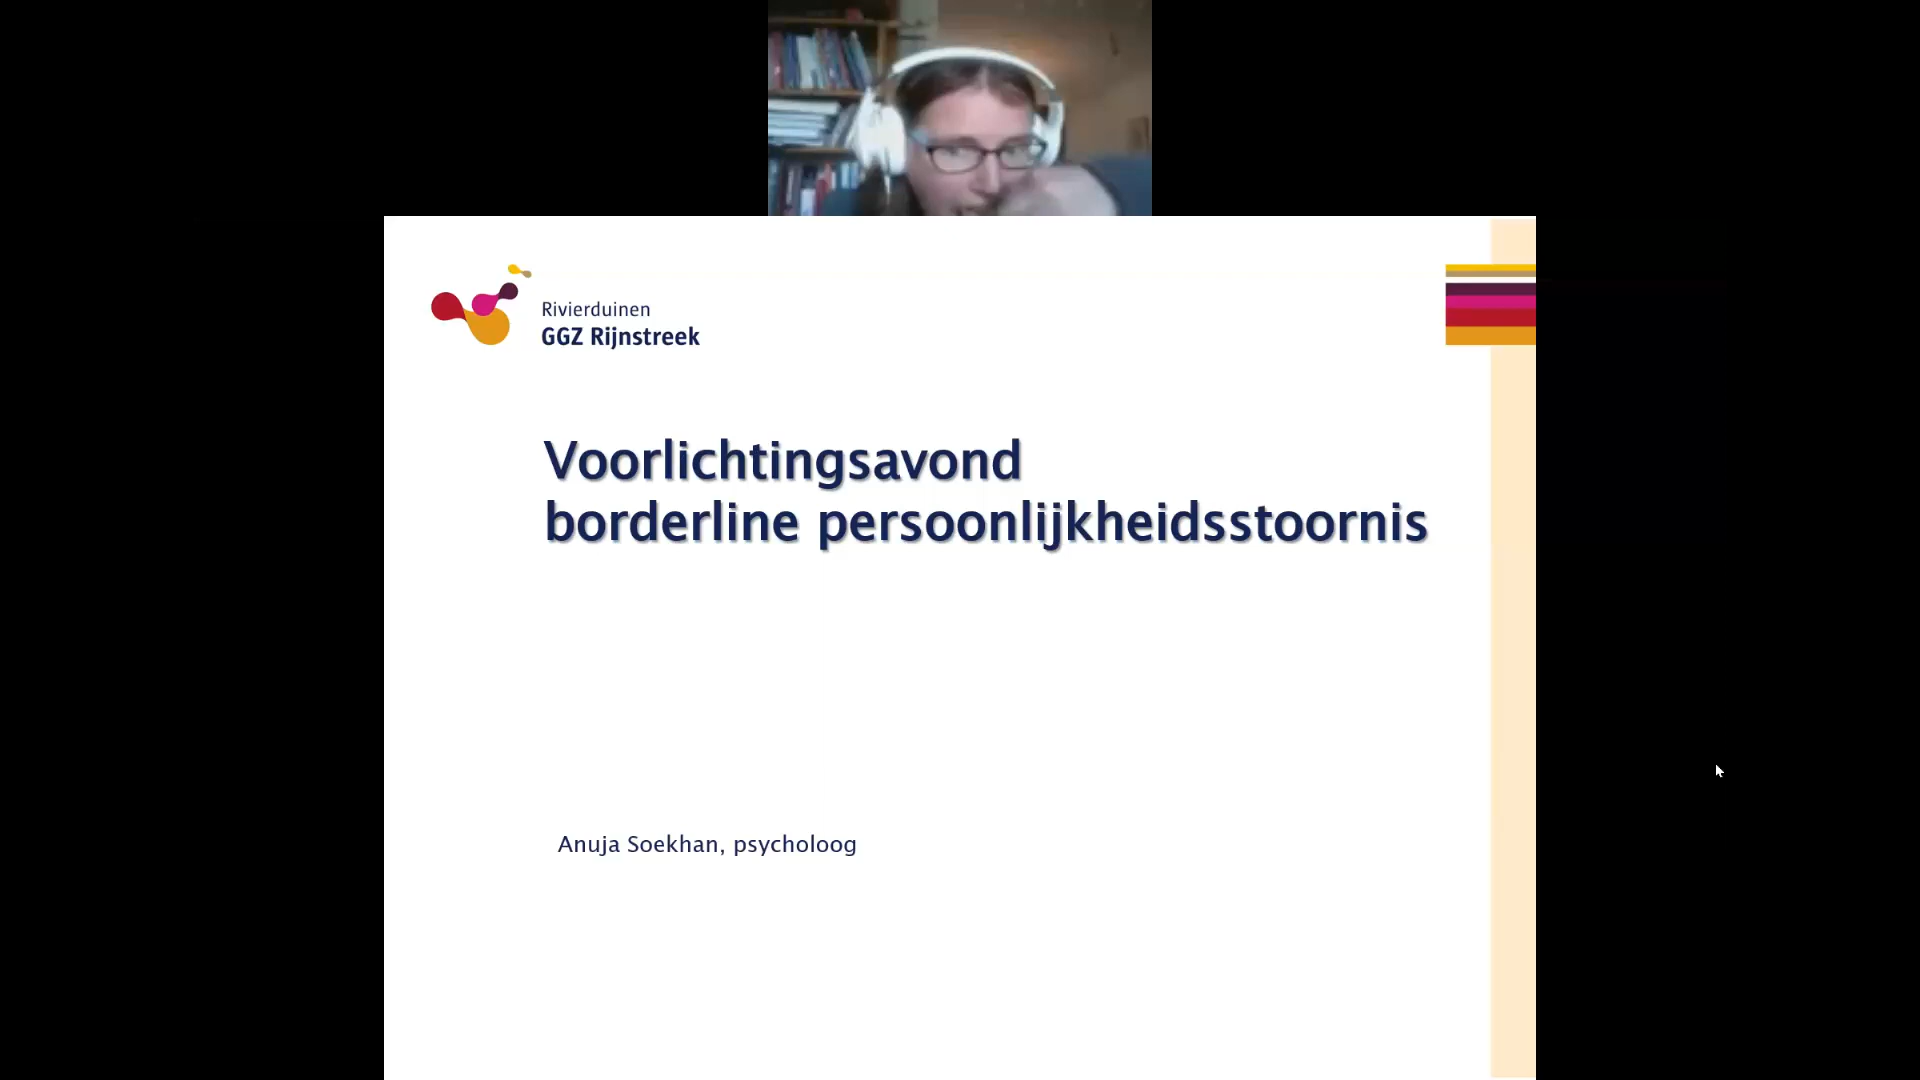 Rivierduinen
GGZ Rijnstreek
Voorlichtingsavond
borderline persoonlijkheidsstoornis
Anuja Soekhan, psycholoog